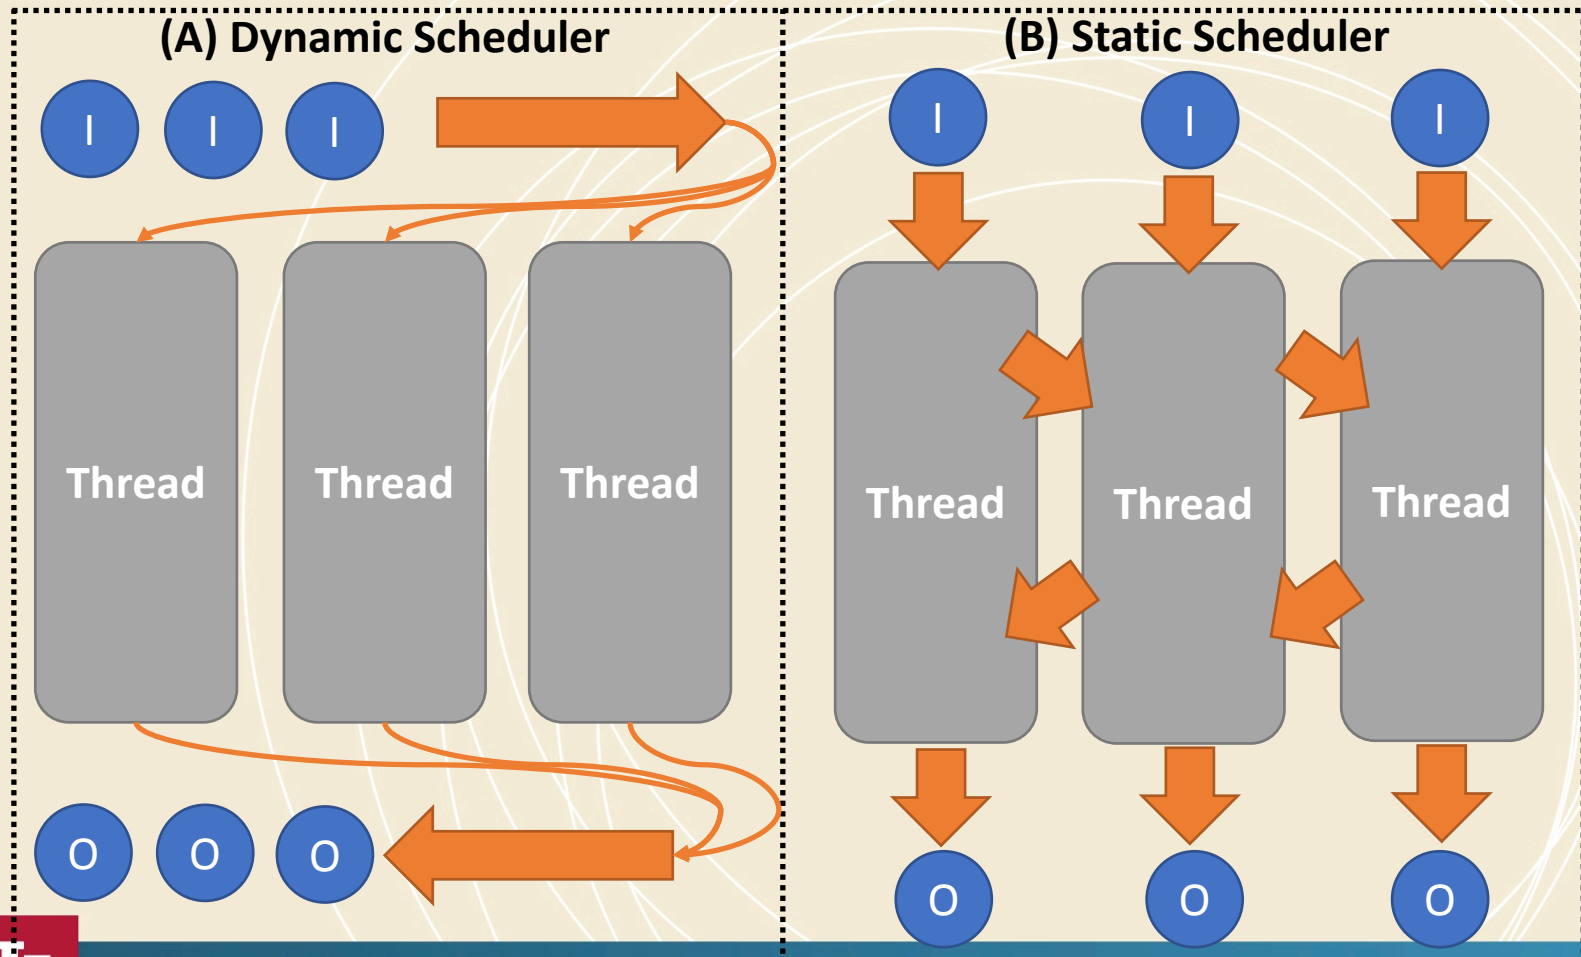 (A) Dynamic Scheduler
I I I
Thread Thread Thread
O O O
(B) Static Scheduler
I I I
Thread Thread Thread
O O O